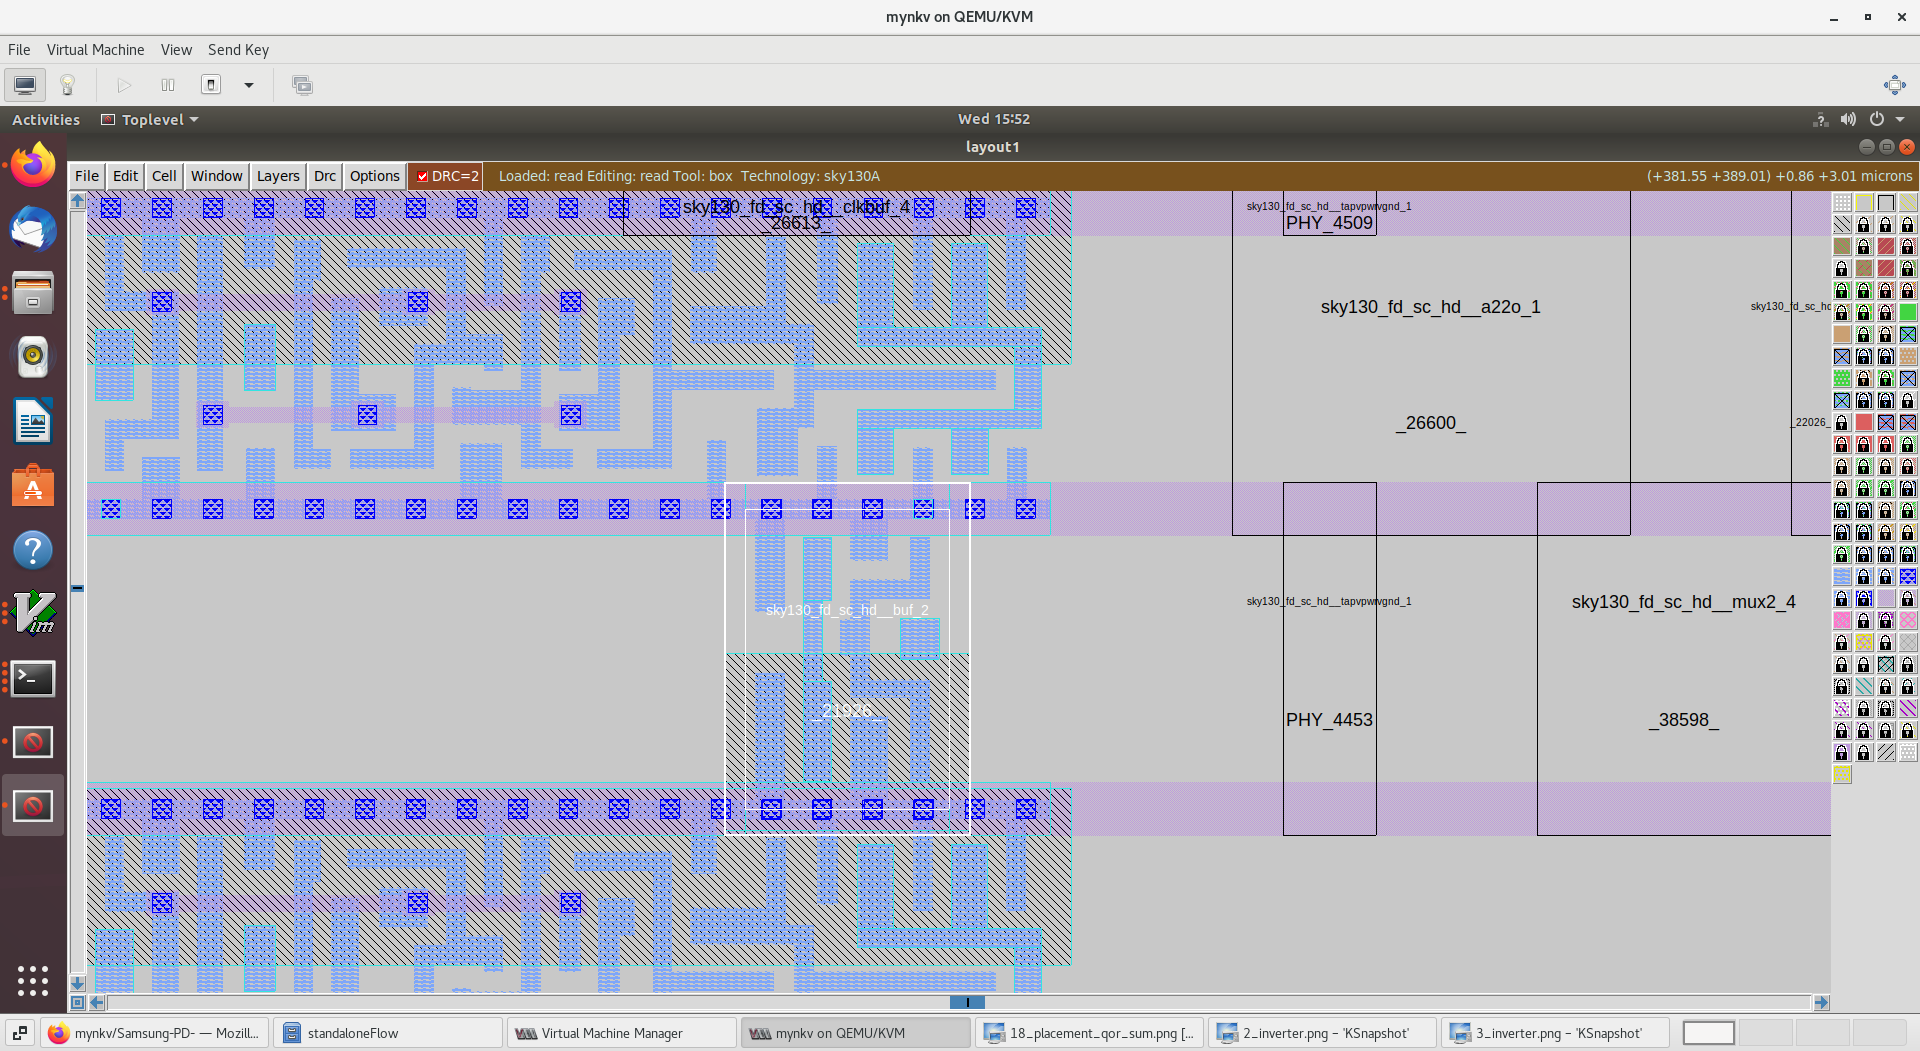 mynkv on QEMU/KVM
File Virtual Machine View Send Key
Activities Toplevel Wed 15:52
layout1
File Edit Cell Window Layers Drc Options DRC=2 Loaded: read Editing: read Tool: box Technology: sky130A (+381.55 +389.01) +0.86 +3.01 microns
sky130_fd_sc_hd__clkbuf_4
_26613_
sky130_fd_sc_hd__tapvpwrvgnd_1
PHY_4509
sky130_fd_sc_hd__a22o_1
sky130_fd_sc_hd
_26600_
_22026_
sky130_fd_sc_hd__buf_2
sky130_fd_sc_hd__tapvpwrvgnd_1
sky130_fd_sc_hd__mux2_4
_21926_
PHY_4453
_38598_
mynkv/Samsung-PD- — Mozill... standaloneFlow Virtual Machine Manager mynkv on QEMU/KVM 18_placement_qor_sum.png [... 2_inverter.png – 'KSnapshot' 3_inverter.png – 'KSnapshot'